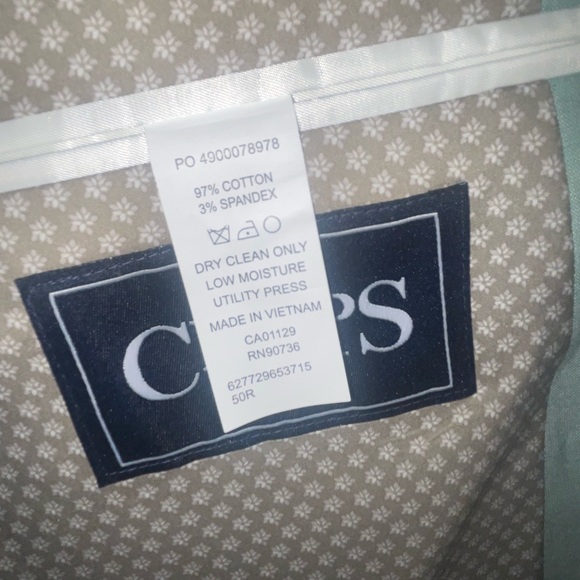 PO 4900078978
97% COTTON
3% SPANDEX
DRY CLEAN ONLY
LOW MOISTURE
UTILITY PRESS
MADE IN VIETNAM
CA01129
RN90736
627729653715
50R
C PS